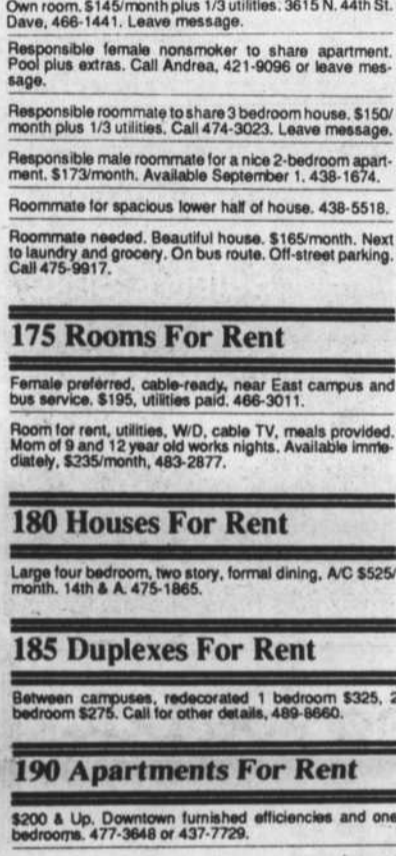 Own room. $145/month plus 1/3 utilities. 3615 N. 44th St.
Dave, 466-1441. Leave message.
Responsible female nonsmoker to share apartment.
Pool plus extras. Call Andrea, 421-9096 or leave mes-
sage.
Responsible roommate to share 3 bedroom house. $150/
month plus 1/3 utilities. Call 474-3023. Leave message.
Responsible male roommate for a nice 2-bedroom apart-
ment. $173/month. Available September 1. 438-1674.
Roommate for spacious lower half of house. 438-5518.
Roommate needed. Beautiful house. $165/month. Next
to laundry and grocery. On bus route. Off-street parking.
Call 475-9917.
175 Rooms For Rent
Female preferred, cable-ready, near East campus and
bus service. $195, utilities paid. 466-3011.
Room for rent, utilities, W/D, cable TV, meals provided.
Mom of 9 and 12 year old works nights. Available imme-
diately, $235/month, 483-2877.
180 Houses For Rent
Large four bedroom, two story, formal dining, A/C $525/
month. 14th & A. 475-1865.
185 Duplexes For Rent
Between campuses, redecorated 1 bedroom $325, 2
bedroom $275. Call for other details, 489-8660.
190 Apartments For Rent
$200 & Up. Downtown furnished efficiencies and one
bedrooms. 477-3648 or 437-7729.